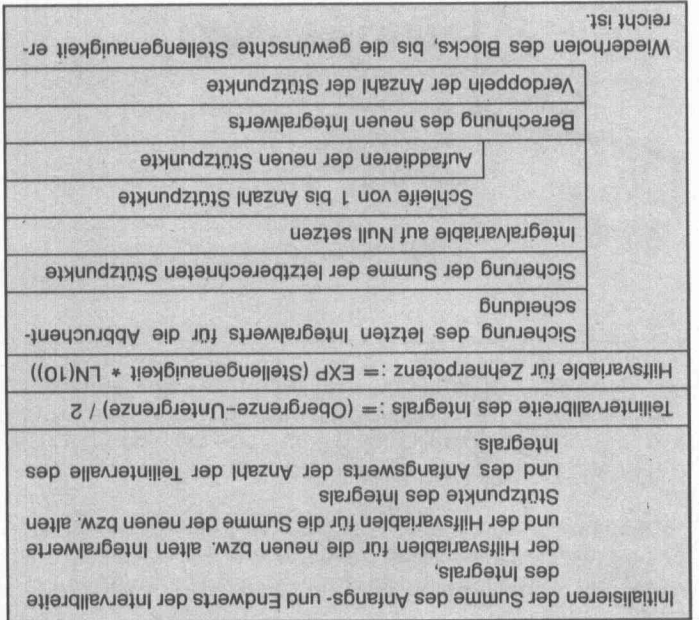 Initialisieren der Summe des Anfangs- und Endwerts der Intervallbreite
des Integrals,
der Hilfsvariablen für die neuen bzw. alten Integralwerte
und der Hilfsvariablen für die Summe der neuen bzw. alten
Stützpunkte des Integrals
und des Anfangswerts der Anzahl der Teilintervalle des
Integrals.
Teilintervallbreite des Integrals := (Obergrenze–Untergrenze) / 2
Hilfsvariable für Zehnerpotenz := EXP (Stellengenauigkeit * LN(10))
Sicherung des letzten Integralwerts für die Abbruchent-
scheidung
Sicherung der Summe der letztberechneten Stützpunkte
Integralvariable auf Null setzen
Schleife von 1 bis Anzahl Stützpunkte
Aufaddieren der neuen Stützpunkte
Berechnung des neuen Integralwerts
Verdoppeln der Anzahl der Stützpunkte
Wiederholen des Blocks, bis die gewünschte Stellengenauigkeit er-
reicht ist.